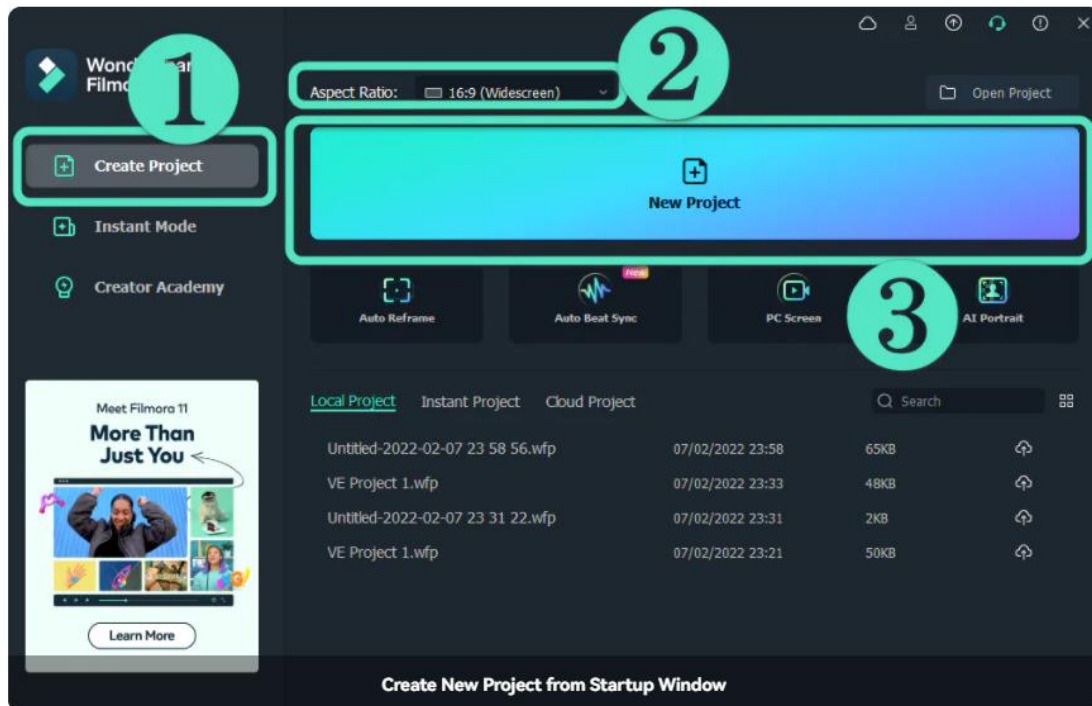 1
2
3
Aspect Ratio: 16:9 (Widescreen)
Open Project
Create Project
New Project
Instant Mode
Creator Academy
Auto Reframe
New
Auto Beat Sync
PC Screen
AI Portrait
Meet Filmora 11
More Than
Just You
Learn More
Local Project Instant Project Cloud Project Search
Untitled-2022-02-07 23 58 56.wfp 07/02/2022 23:58 65KB
VE Project 1.wfp 07/02/2022 23:33 48KB
Untitled-2022-02-07 23 31 22.wfp 07/02/2022 23:31 2KB
VE Project 1.wfp 07/02/2022 23:21 50KB
Create New Project from Startup Window